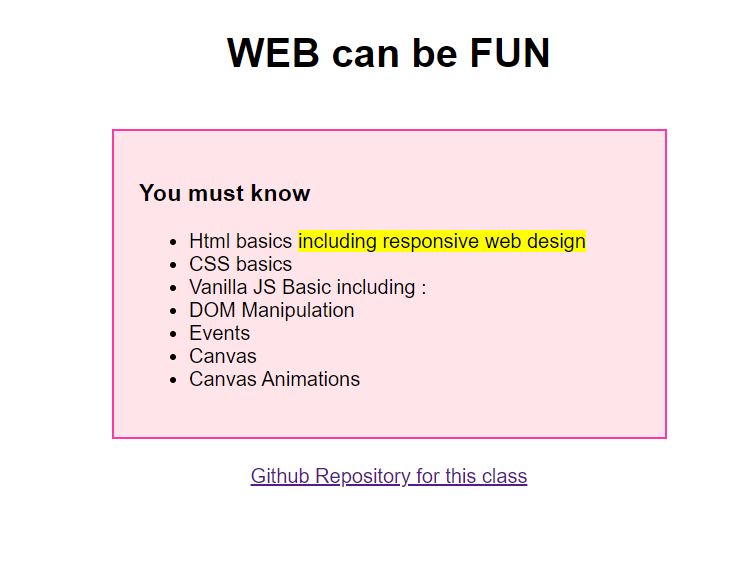 WEB can be FUN
You must know
Html basics including responsive web design
CSS basics
Vanilla JS Basic including :
DOM Manipulation
Events
Canvas
Canvas Animations
Github Repository for this class